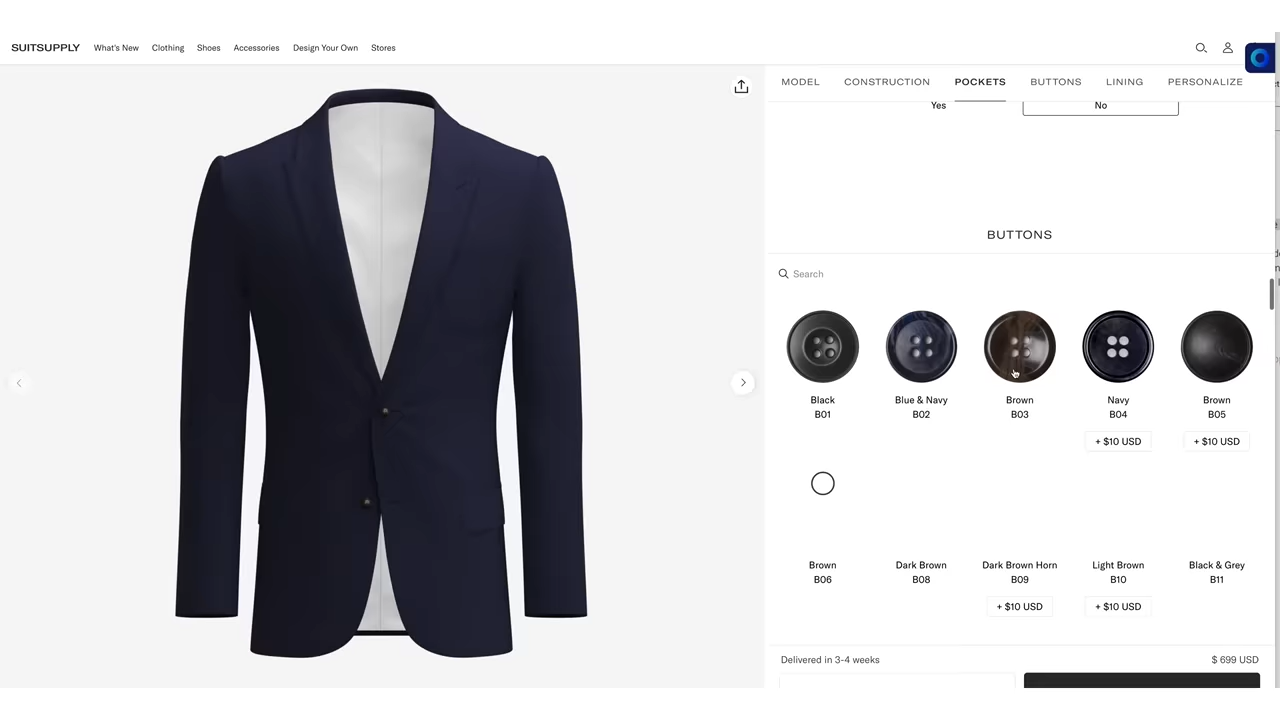 SUITSUPPLY What's New Clothing Shoes Accessories Design Your Own Stores
MODEL CONSTRUCTION POCKETS BUTTONS LINING PERSONALIZE
Yes No
BUTTONS
Search
Black Blue & Navy Brown Navy Brown
B01 B02 B03 B04 B05
+ $10 USD + $10 USD
Brown Dark Brown Dark Brown Horn Light Brown Black & Grey
B06 B08 B09 B10 B11
+ $10 USD + $10 USD
Delivered in 3-4 weeks $ 699 USD